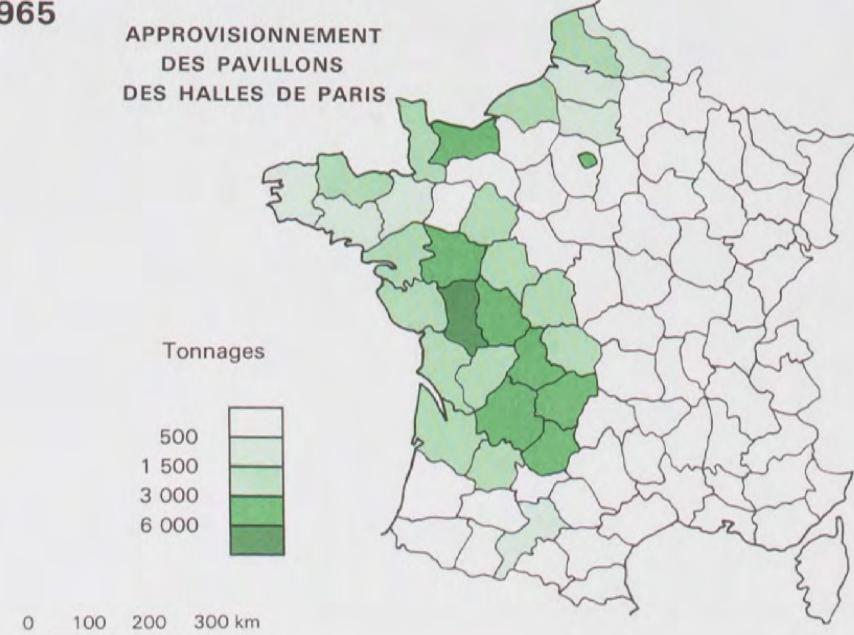 965
APPROVISIONNEMENT
DES PAVILLONS
DES HALLES DE PARIS
Tonnages
500
1 500
3 000
6 000
0 100 200 300 km